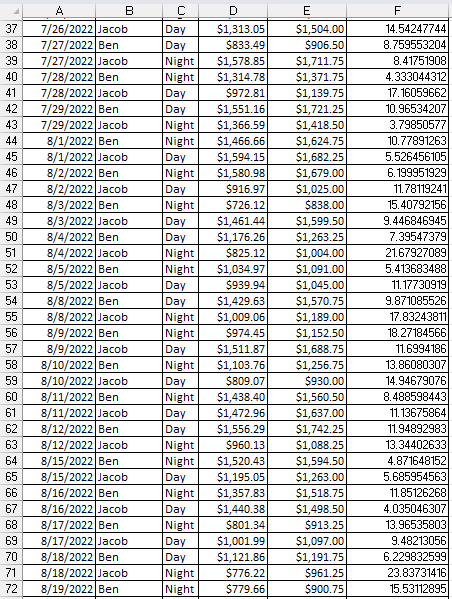 A B C D E F
37 7/26/2022 Jacob Day $1,313.05 $1,504.00 14.54247744
38 7/27/2022 Ben Day $833.49 $906.50 8.759553204
39 7/27/2022 Jacob Night $1,578.85 $1,711.75 8.41751908
40 7/28/2022 Ben Night $1,314.78 $1,371.75 4.333044312
41 7/28/2022 Jacob Day $972.81 $1,139.75 17.16059662
42 7/29/2022 Ben Day $1,551.16 $1,721.25 10.96534207
43 7/29/2022 Jacob Night $1,366.59 $1,418.50 3.79850577
44 8/1/2022 Ben Night $1,466.66 $1,624.75 10.77891263
45 8/1/2022 Jacob Day $1,594.15 $1,682.25 5.526456105
46 8/2/2022 Ben Night $1,580.98 $1,679.00 6.199951929
47 8/2/2022 Jacob Day $916.97 $1,025.00 11.78119241
48 8/3/2022 Ben Night $726.12 $838.00 15.40792156
49 8/3/2022 Jacob Day $1,461.44 $1,599.50 9.446846945
50 8/4/2022 Ben Day $1,176.26 $1,263.25 7.39547379
51 8/4/2022 Jacob Night $825.12 $1,004.00 21.67927089
52 8/5/2022 Ben Night $1,034.97 $1,091.00 5.413683488
53 8/5/2022 Jacob Day $939.94 $1,045.00 11.17730919
54 8/8/2022 Ben Day $1,429.63 $1,570.75 9.871085526
55 8/8/2022 Jacob Night $1,009.06 $1,189.00 17.83243811
56 8/9/2022 Ben Night $974.45 $1,152.50 18.27184566
57 8/9/2022 Jacob Day $1,511.87 $1,688.75 11.6994186
58 8/10/2022 Ben Night $1,103.76 $1,256.75 13.86080307
59 8/10/2022 Jacob Day $809.07 $930.00 14.94679076
60 8/11/2022 Ben Night $1,438.40 $1,560.50 8.488598443
61 8/11/2022 Jacob Day $1,472.96 $1,637.00 11.13675864
62 8/12/2022 Ben Day $1,556.29 $1,742.25 11.94892983
63 8/12/2022 Jacob Night $960.13 $1,088.25 13.34402633
64 8/15/2022 Ben Night $1,520.43 $1,594.50 4.871648152
65 8/15/2022 Jacob Day $1,195.05 $1,263.00 5.685954563
66 8/16/2022 Ben Night $1,357.83 $1,518.75 11.85126268
67 8/16/2022 Jacob Day $1,440.38 $1,498.50 4.035046307
68 8/17/2022 Ben Night $801.34 $913.25 13.96535803
69 8/17/2022 Jacob Day $1,001.99 $1,097.00 9.48213056
70 8/18/2022 Ben Day $1,121.86 $1,191.75 6.229832599
71 8/18/2022 Jacob Night $776.22 $961.25 23.83731416
72 8/19/2022 Ben Night $779.66 $900.75 15.53112895